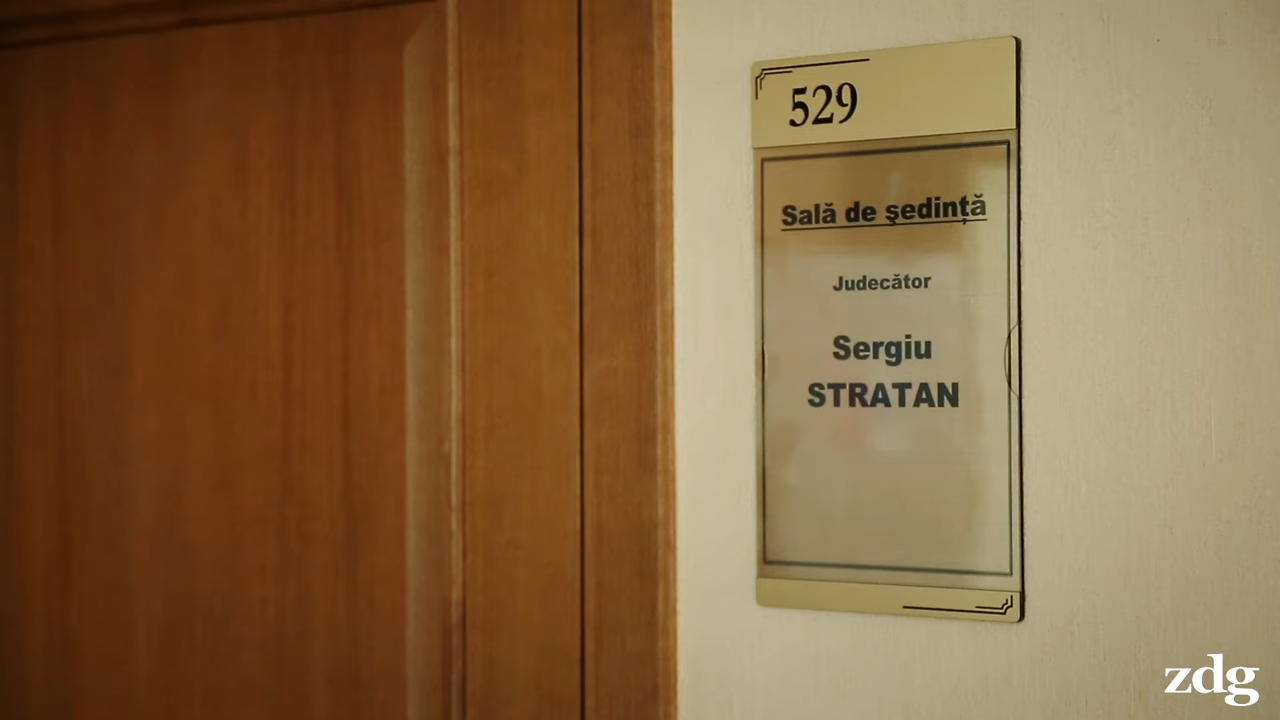 529
Sală de şedinţă
Judecător
Sergiu
STRATAN
zdg